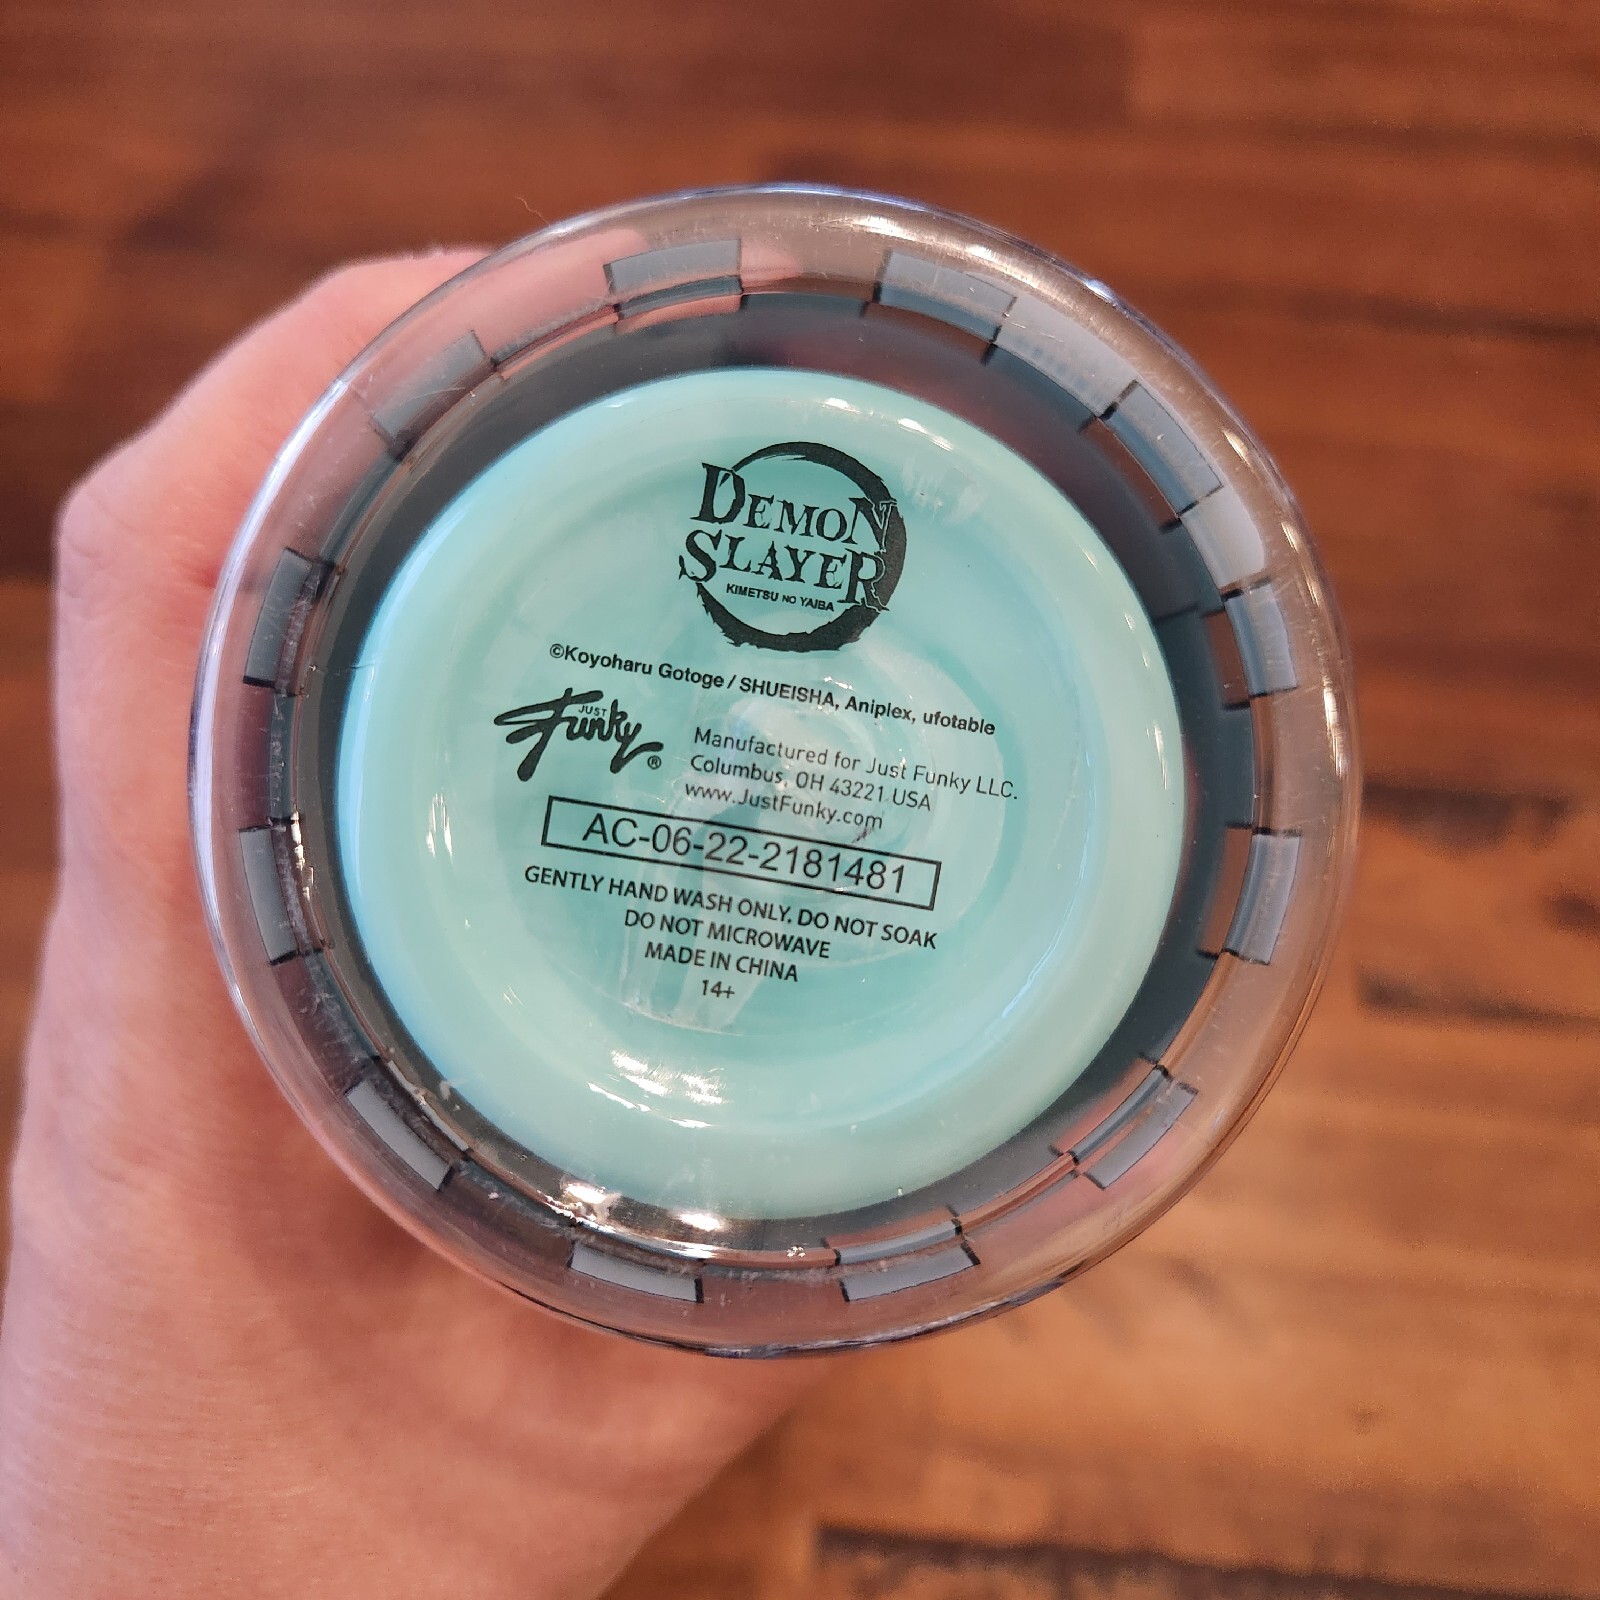 DEMON
SLAYER
KIMETSU NO YAIBA
©Koyoharu Gotoge / SHUEISHA, Aniplex, ufotable
JUST
Funky®
Manufactured for Just Funky LLC.
Columbus, OH 43221 USA
www.JustFunky.com
AC-06-22-2181481
GENTLY HAND WASH ONLY. DO NOT SOAK
DO NOT MICROWAVE
MADE IN CHINA
14+